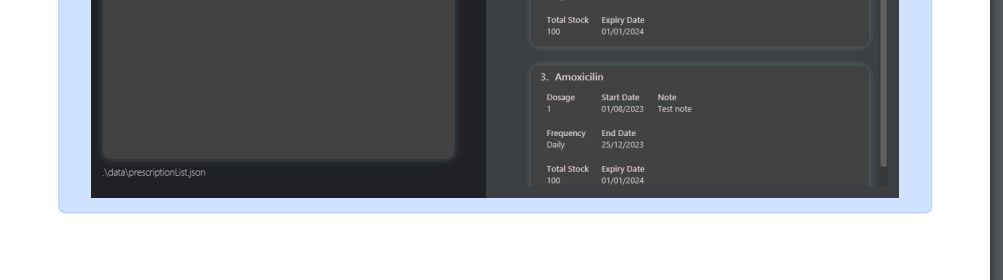 Total Stock Expiry Date
100 01/01/2024
3. Amoxicilin
Dosage Start Date Note
1 01/08/2023 Test note
Frequency End Date
Daily 25/12/2023
Total Stock Expiry Date
100 01/01/2024
.\data\prescriptionList.json